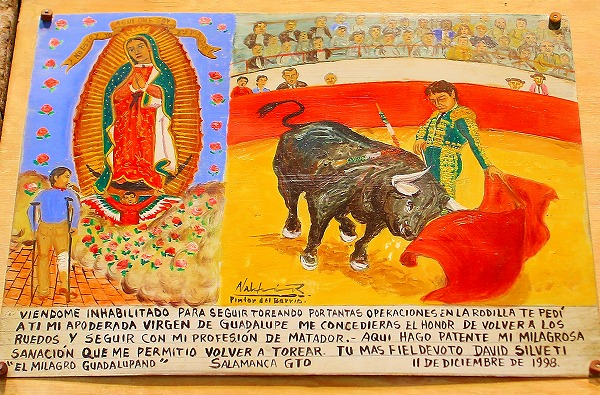 Pintor del Barrio
VIENDOME INHABILITADO PARA SEGUIR TOREANDO POR TANTAS OPERACIONES EN LA RODILLA TE PEDÍ
A TI MI APODERADA VIRGEN DE GUADALUPE ME CONCEDIERAS EL HONOR DE VOLVER A LOS
RUEDOS Y SEGUIR CON MI PROFESIÓN DE MATADOR.- AQUI HAGO PATENTE MI MILAGROSA
SANACIÓN QUE ME PERMITIO VOLVER A TOREAR. TU MAS FIEL DEVOTO DAVID SILVETI
"EL MILAGRO GUADALUPANO" SALAMANCA GTO 11 DE DICIEMBRE DE 1998.